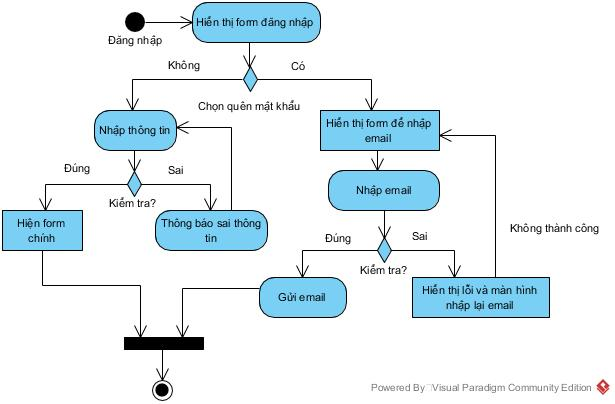 Hiển thị form đăng nhập
Đăng nhập
Không
Có
Chọn quên mật khẩu
Nhập thông tin
Hiển thị form để nhập
email
Đúng
Sai
Kiểm tra?
Nhập email
Hiện form
chính
Thông báo sai thông
tin
Không thành công
Đúng
Sai
Kiểm tra?
Gửi email
Hiển thị lỗi và màn hình
nhập lại email
Powered By Visual Paradigm Community Edition